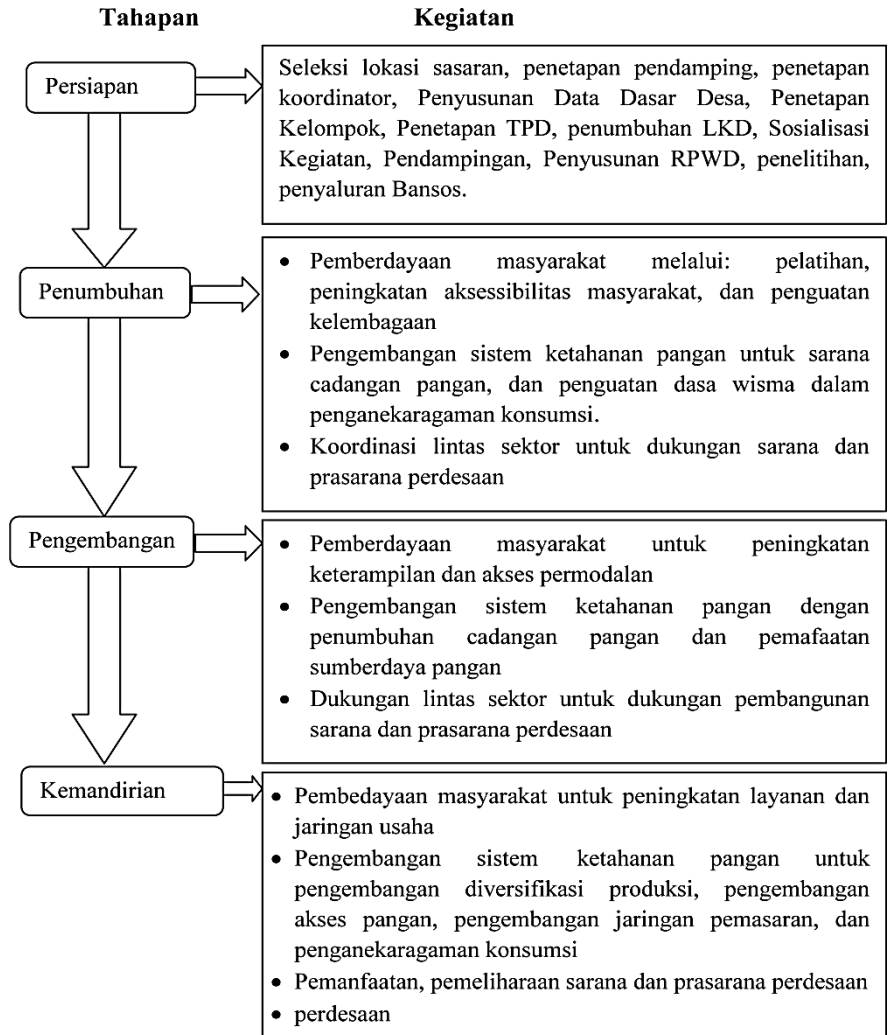 Tahapan Kegiatan
Persiapan
Seleksi lokasi sasaran, penetapan pendamping, penetapan
koordinator, Penyusunan Data Dasar Desa, Penetapan
Kelompok, Penetapan TPD, penumbuhan LKD, Sosialisasi
Kegiatan, Pendampingan, Penyusunan RPWD, penelitihan,
penyaluran Bansos.
Penumbuhan
• Pemberdayaan masyarakat melalui: pelatihan,
peningkatan aksessibilitas masyarakat, dan penguatan
kelembagaan
• Pengembangan sistem ketahanan pangan untuk sarana
cadangan pangan, dan penguatan dasa wisma dalam
penganekaragaman konsumsi.
• Koordinasi lintas sektor untuk dukungan sarana dan
prasarana perdesaan
Pengembangan
• Pemberdayaan masyarakat untuk peningkatan
keterampilan dan akses permodalan
• Pengembangan sistem ketahanan pangan dengan
penumbuhan cadangan pangan dan pemafaatan
sumberdaya pangan
• Dukungan lintas sektor untuk dukungan pembangunan
sarana dan prasarana perdesaan
Kemandirian
• Pembedayaan masyarakat untuk peningkatan layanan dan
jaringan usaha
• Pengembangan sistem ketahanan pangan untuk
pengembangan diversifikasi produksi, pengembangan
akses pangan, pengembangan jaringan pemasaran, dan
penganekaragaman konsumsi
• Pemanfaatan, pemeliharaan sarana dan prasarana perdesaan
• perdesaan